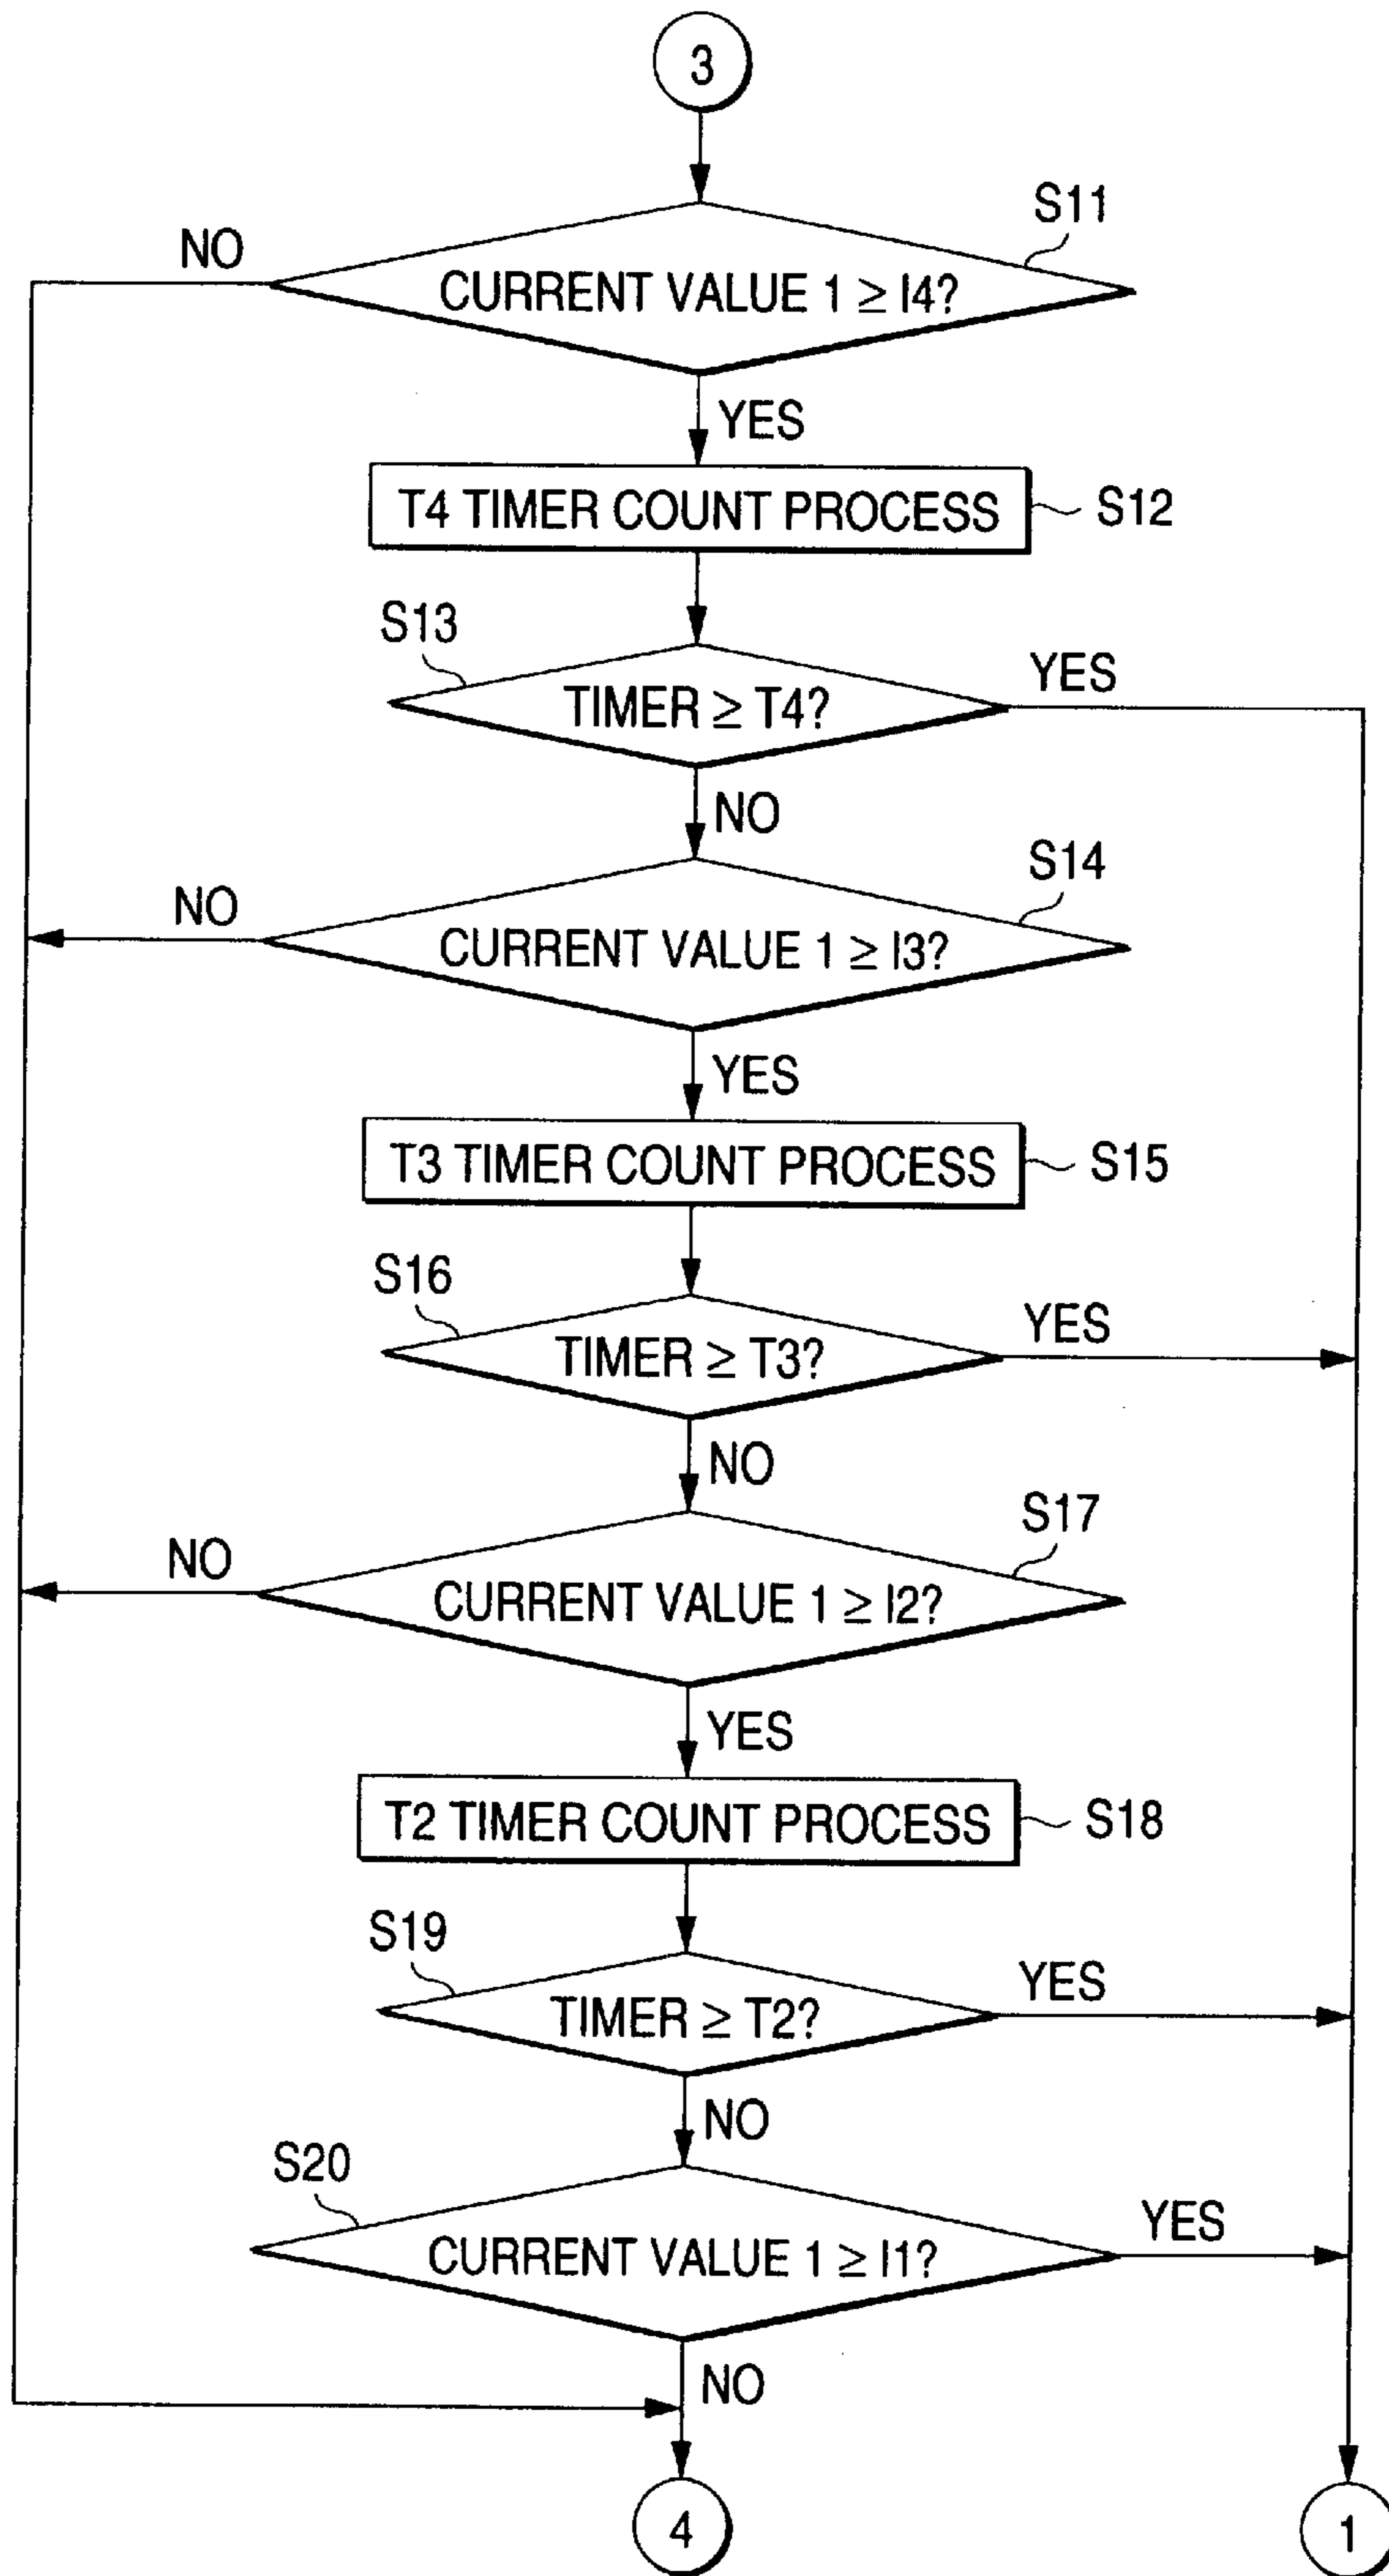 3
S11
NO
CURRENT VALUE 1 ≥ I4?
YES
T4 TIMER COUNT PROCESS
S12
S13
YES
TIMER ≥ T4?
NO
S14
NO
CURRENT VALUE 1 ≥ I3?
YES
T3 TIMER COUNT PROCESS
S15
S16
YES
TIMER ≥ T3?
NO
S17
NO
CURRENT VALUE 1 ≥ I2?
YES
T2 TIMER COUNT PROCESS
S18
S19
YES
TIMER ≥ T2?
NO
S20
YES
CURRENT VALUE 1 ≥ I1?
NO
4
1